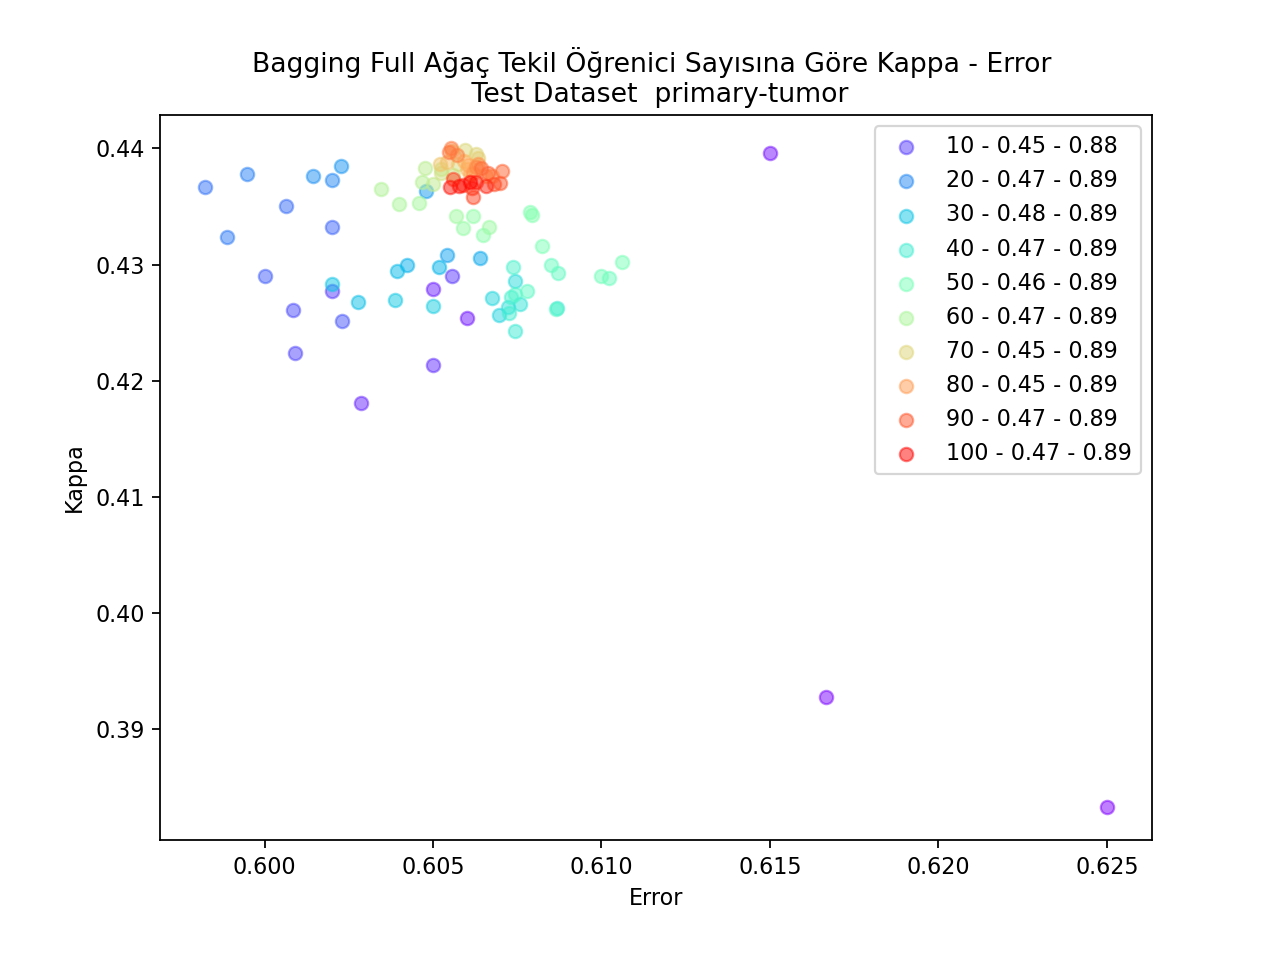 Bagging Full Ağaç Tekil Öğrenici Sayısına Göre Kappa - Error
Test Dataset  primary-tumor
0.44
0.43
0.42
0.41
0.40
0.39
Kappa
10 - 0.45 - 0.88
20 - 0.47 - 0.89
30 - 0.48 - 0.89
40 - 0.47 - 0.89
50 - 0.46 - 0.89
60 - 0.47 - 0.89
70 - 0.45 - 0.89
80 - 0.45 - 0.89
90 - 0.47 - 0.89
100 - 0.47 - 0.89
0.600 0.605 0.610 0.615 0.620 0.625
Error